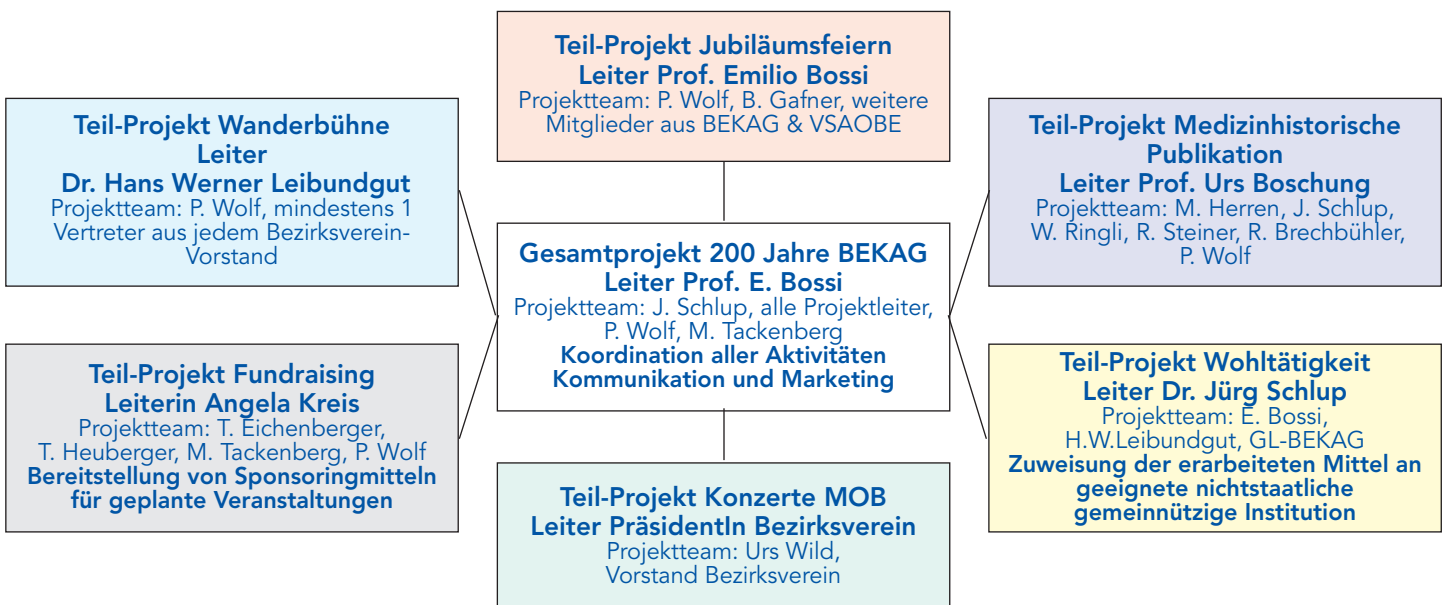 Teil-Projekt Jubiläumsfeiern
Leiter Prof. Emilio Bossi
Projektteam: P. Wolf, B. Gafner, weitere
Mitglieder aus BEKAG & VSAOBE
Teil-Projekt Wanderbühne
Leiter
Dr. Hans Werner Leibundgut
Projektteam: P. Wolf, mindestens 1
Vertreter aus jedem Bezirksverein-
Vorstand
Teil-Projekt Medizinhistorische
Publikation
Leiter Prof. Urs Boschung
Projektteam: M. Herren, J. Schlup,
W. Ringli, R. Steiner, R. Brechbühler,
P. Wolf
Gesamtprojekt 200 Jahre BEKAG
Leiter Prof. E. Bossi
Projektteam: J. Schlup, alle Projektleiter,
P. Wolf, M. Tackenberg
Koordination aller Aktivitäten
Kommunikation und Marketing
Teil-Projekt Fundraising
Leiterin Angela Kreis
Projektteam: T. Eichenberger,
T. Heuberger, M. Tackenberg, P. Wolf
Bereitstellung von Sponsoringmitteln
für geplante Veranstaltungen
Teil-Projekt Wohltätigkeit
Leiter Dr. Jürg Schlup
Projektteam: E. Bossi,
H.W.Leibundgut, GL-BEKAG
Zuweisung der erarbeiteten Mittel an
geeignete nichtstaatliche
gemeinnützige Institution
Teil-Projekt Konzerte MOB
Leiter PräsidentIn Bezirksverein
Projektteam: Urs Wild,
Vorstand Bezirksverein